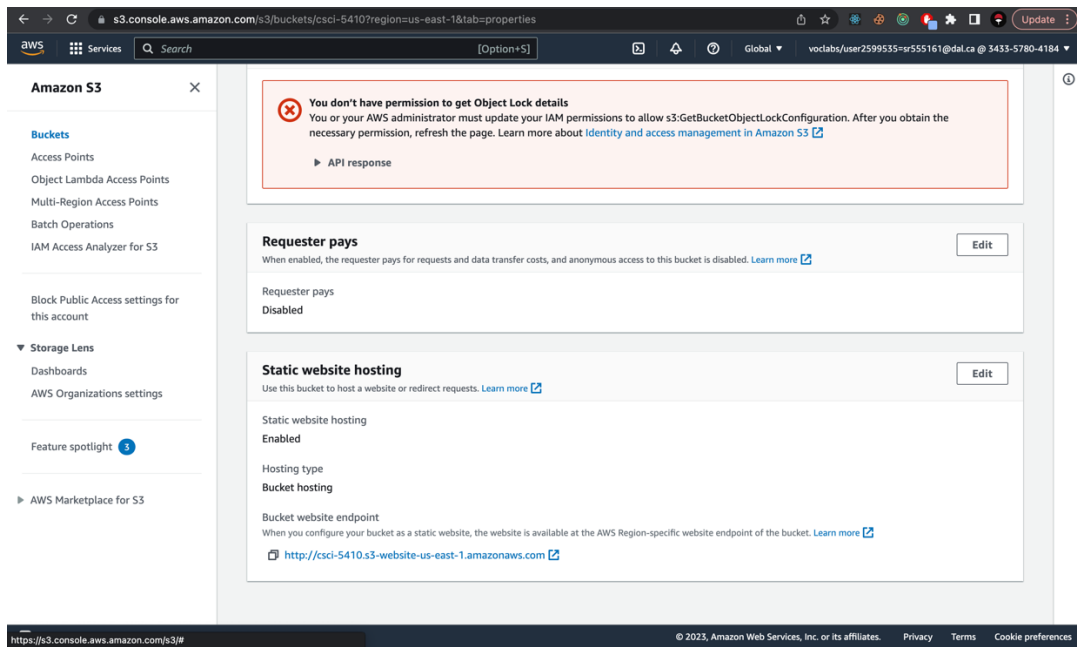 s3.console.aws.amazon.com/s3/buckets/csci-5410?region=us-east-1&tab=properties
Update
aws
Services
Search
[Option+S]
Global
voclabs/user2599535=sr555161@dal.ca @ 3433-5780-4184
Amazon S3
Buckets
Access Points
Object Lambda Access Points
Multi-Region Access Points
Batch Operations
IAM Access Analyzer for S3
Block Public Access settings for
this account
Storage Lens
Dashboards
AWS Organizations settings
Feature spotlight 3
AWS Marketplace for S3
You don't have permission to get Object Lock details
You or your AWS administrator must update your IAM permissions to allow s3:GetBucketObjectLockConfiguration. After you obtain the
necessary permission, refresh the page. Learn more about Identity and access management in Amazon S3
API response
Requester pays
Edit
When enabled, the requester pays for requests and data transfer costs, and anonymous access to this bucket is disabled. Learn more
Requester pays
Disabled
Static website hosting
Edit
Use this bucket to host a website or redirect requests. Learn more
Static website hosting
Enabled
Hosting type
Bucket hosting
Bucket website endpoint
When you configure your bucket as a static website, the website is available at the AWS Region-specific website endpoint of the bucket. Learn more
http://csci-5410.s3-website-us-east-1.amazonaws.com
https://s3.console.aws.amazon.com/s3/#
© 2023, Amazon Web Services, Inc. or its affiliates.
Privacy
Terms
Cookie preferences